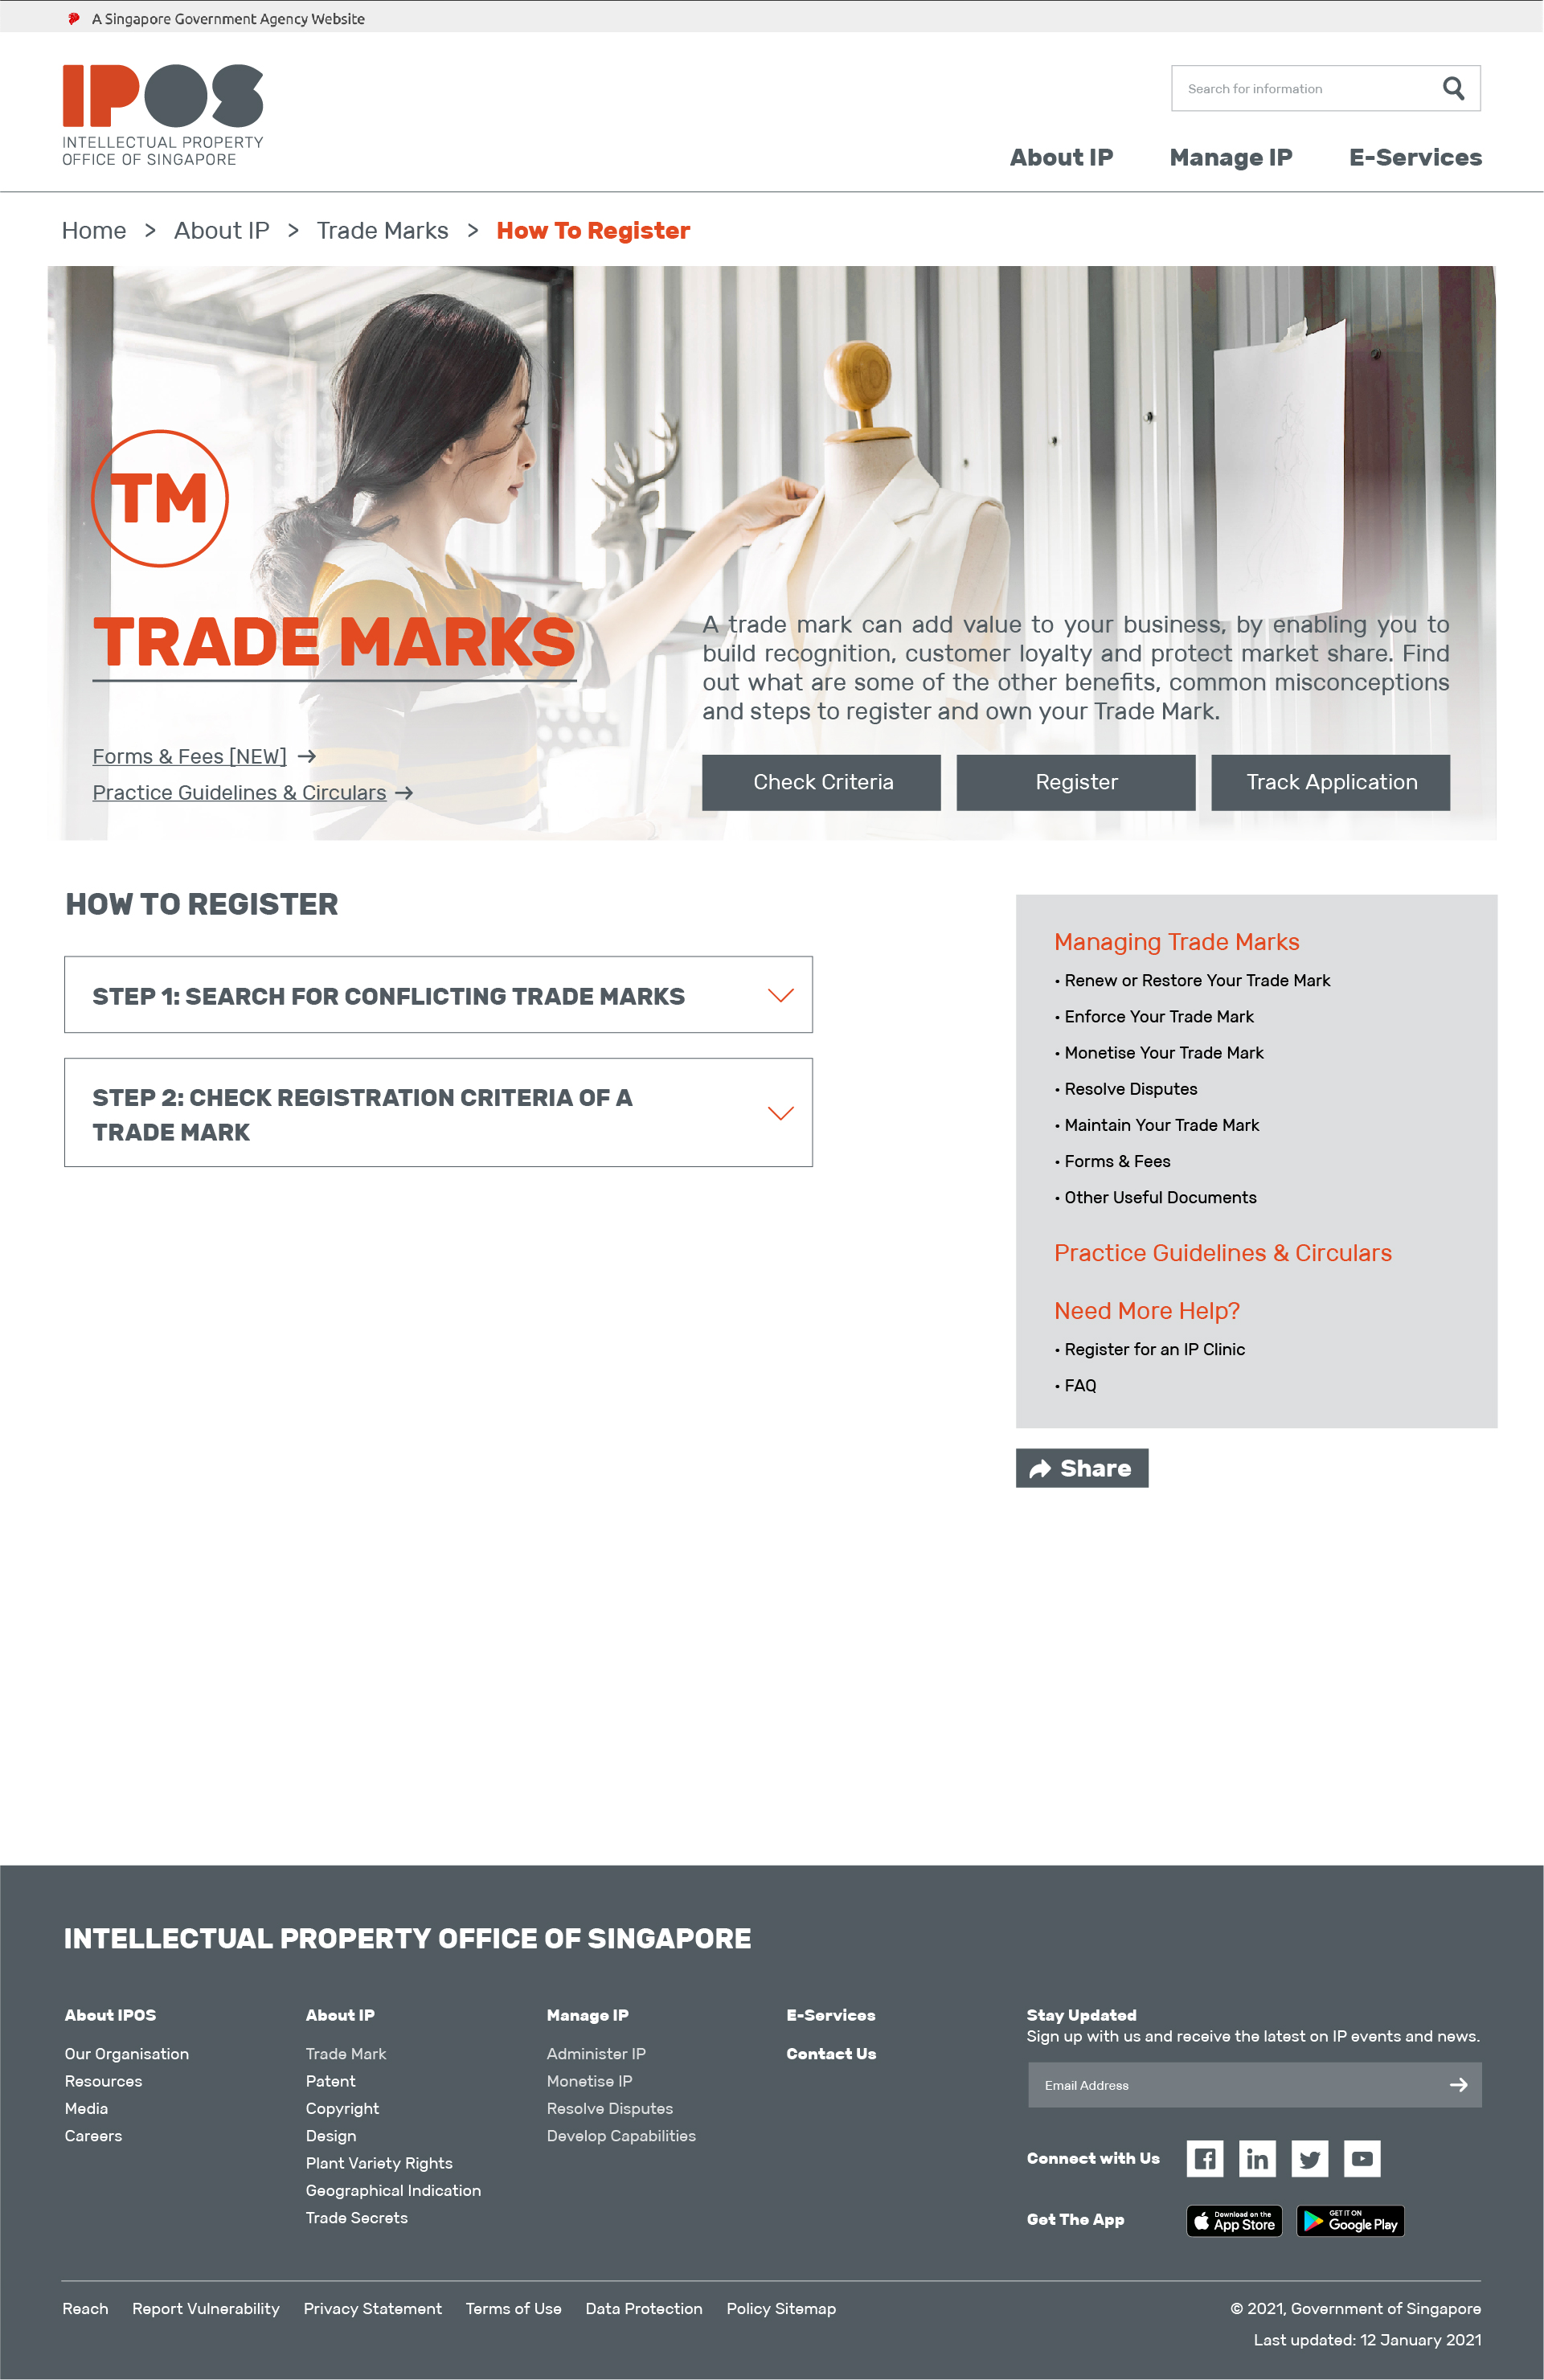 A Singapore Government Agency Website
IPOS
INTELLECTUAL PROPERTY
OFFICE OF SINGAPORE
Search for information
About IP
Manage IP
E-Services
Home > About IP > Trade Marks > How To Register
TM
TRADE MARKS
Forms & Fees [NEW] →
Practice Guidelines & Circulars →
A trade mark can add value to your business, by enabling you to
build recognition, customer loyalty and protect market share. Find
out what are some of the other benefits, common misconceptions
and steps to register and own your Trade Mark.
Check Criteria
Register
Track Application
HOW TO REGISTER
STEP 1: SEARCH FOR CONFLICTING TRADE MARKS
STEP 2: CHECK REGISTRATION CRITERIA OF A
TRADE MARK
Managing Trade Marks
• Renew or Restore Your Trade Mark
• Enforce Your Trade Mark
• Monetise Your Trade Mark
• Resolve Disputes
• Maintain Your Trade Mark
• Forms & Fees
• Other Useful Documents
Practice Guidelines & Circulars
Need More Help?
• Register for an IP Clinic
• FAQ
Share
INTELLECTUAL PROPERTY OFFICE OF SINGAPORE
About IPOS
Our Organisation
Resources
Media
Careers
About IP
Trade Mark
Patent
Copyright
Design
Plant Variety Rights
Geographical Indication
Trade Secrets
Manage IP
Administer IP
Monetise IP
Resolve Disputes
Develop Capabilities
E-Services
Contact Us
Stay Updated
Sign up with us and receive the latest on IP events and news.
Email Address
Connect with Us
in
Get The App
Download on the
App Store
GET IT ON
Google Play
Reach
Report Vulnerability
Privacy Statement
Terms of Use
Data Protection
Policy Sitemap
© 2021, Government of Singapore
Last updated: 12 January 2021